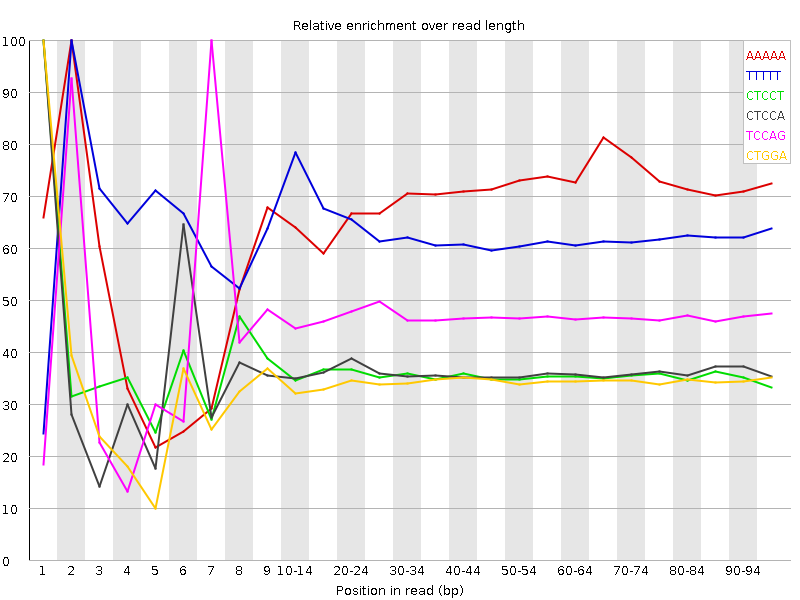 Relative enrichment over read length
100
90
80
70
60
50
40
30
20
10
0
AAAAA
TTTTT
CTCCT
CTCCA
TCCAG
CTGGA
1 2 3 4 5 6 7 8 9 10-14 20-24 30-34 40-44 50-54 60-64 70-74 80-84 90-94
Position in read (bp)